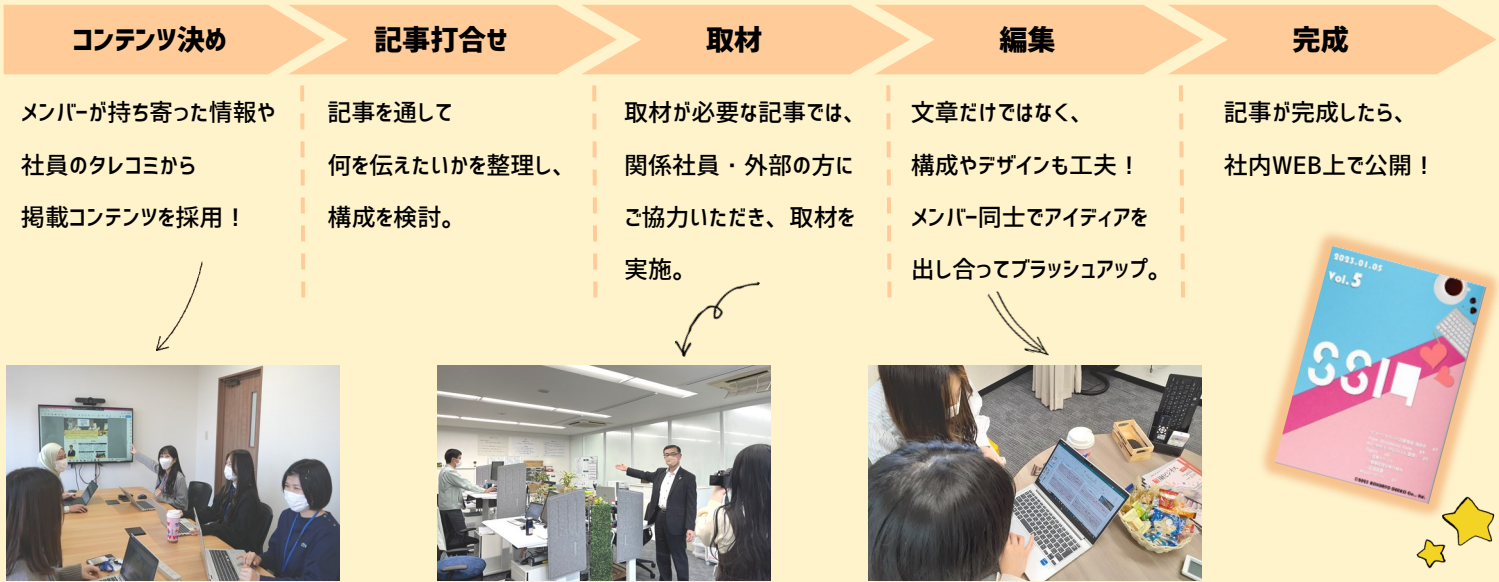 コンテンツ決め
記事打合せ
取材
編集
完成
メンバーが持ち寄った情報や
社員のタレコミから
掲載コンテンツを採用！
記事を通して
何を伝えたいかを整理し、
構成を検討。
取材が必要な記事では、
関係社員・外部の方に
ご協力いただき、取材を
実施。
文章だけではなく、
構成やデザインも工夫！
メンバー同士でアイディアを
出し合ってブラッシュアップ。
記事が完成したら、
社内WEB上で公開！
2023.01.05
Vol.5